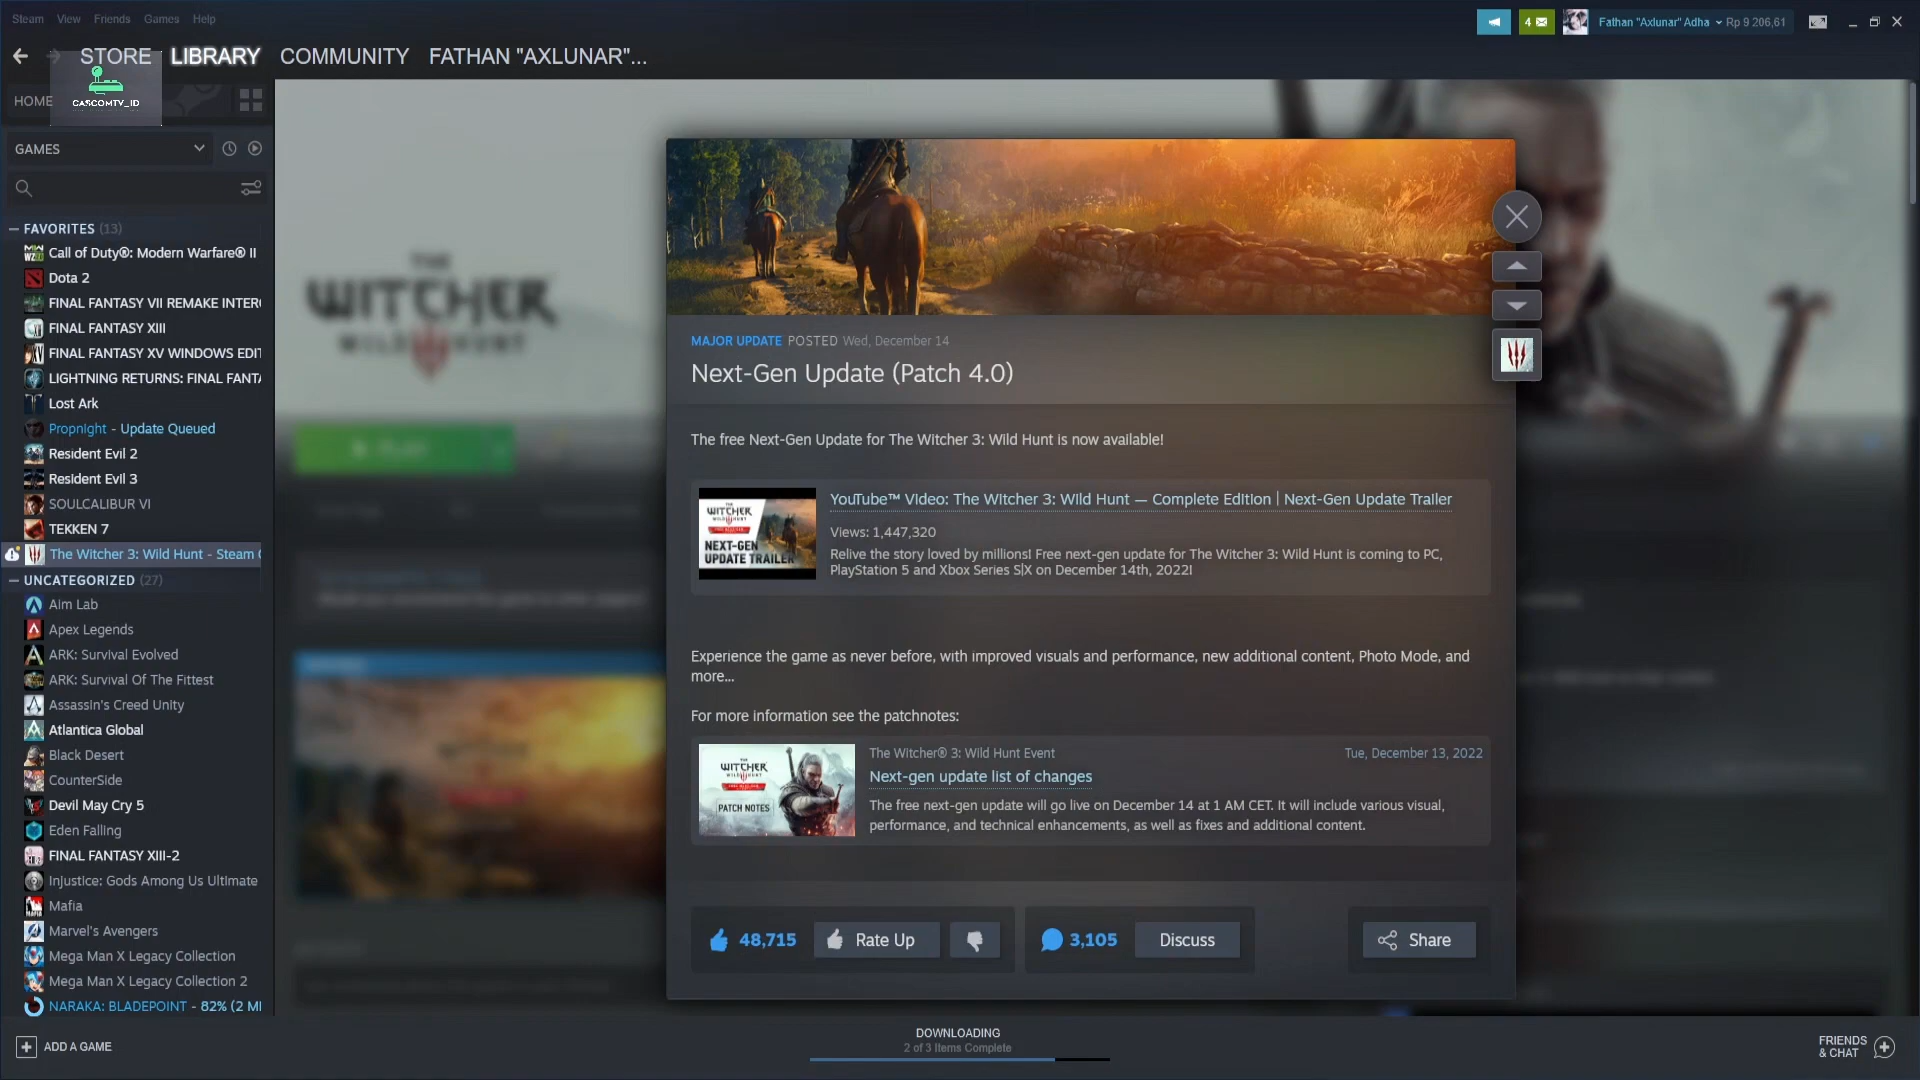 Steam View Friends Games Help
4
Fathan "Axlunar" Adha Rp 9 206,61
STORE LIBRARY COMMUNITY FATHAN "AXLUNAR"...
HOME
CASCOMTV_ID
GAMES
FAVORITES (13)
Call of Duty®: Modern Warfare® II
Dota 2
FINAL FANTASY VII REMAKE INTER
FINAL FANTASY XIII
FINAL FANTASY XV WINDOWS EDIT
LIGHTNING RETURNS: FINAL FANTA
Lost Ark
Propnight - Update Queued
Resident Evil 2
Resident Evil 3
SOULCALIBUR VI
TEKKEN 7
The Witcher 3: Wild Hunt - Steam
UNCATEGORIZED (27)
Aim Lab
Apex Legends
ARK: Survival Evolved
ARK: Survival Of The Fittest
Assassin's Creed Unity
Atlantica Global
Black Desert
CounterSide
Devil May Cry 5
Eden Falling
FINAL FANTASY XIII-2
Injustice: Gods Among Us Ultimate
Mafia
Marvel's Avengers
Mega Man X Legacy Collection
Mega Man X Legacy Collection 2
NARAKA: BLADEPOINT - 82% (2 MI
ADD A GAME
THE
WITCHER
WILD HUNT
PLAY
MAJOR UPDATE POSTED Wed, December 14
Next-Gen Update (Patch 4.0)
The free Next-Gen Update for The Witcher 3: Wild Hunt is now available!
THE
WITCHER
NEXT-GEN
UPDATE TRAILER
YouTube™ Video: The Witcher 3: Wild Hunt — Complete Edition | Next-Gen Update Trailer
Views: 1,447,320
Relive the story loved by millions! Free next-gen update for The Witcher 3: Wild Hunt is coming to PC,
PlayStation 5 and Xbox Series S|X on December 14th, 2022!
Experience the game as never before, with improved visuals and performance, new additional content, Photo Mode, and
more...
For more information see the patchnotes:
THE
WITCHER
PATCH NOTES
The Witcher® 3: Wild Hunt Event Tue, December 13, 2022
Next-gen update list of changes
The free next-gen update will go live on December 14 at 1 AM CET. It will include various visual,
performance, and technical enhancements, as well as fixes and additional content.
48,715 Rate Up 3,105 Discuss Share
DOWNLOADING
2 of 3 Items Complete
FRIENDS
& CHAT